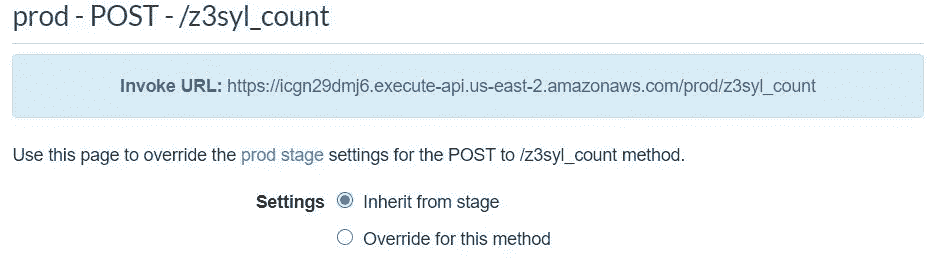 prod - POST - /z3syl_count
Invoke URL: https://icgn29dmj6.execute-api.us-east-2.amazonaws.com/prod/z3syl_count
Use this page to override the prod stage settings for the POST to /z3syl_count method.
Settings Inherit from stage
Override for this method